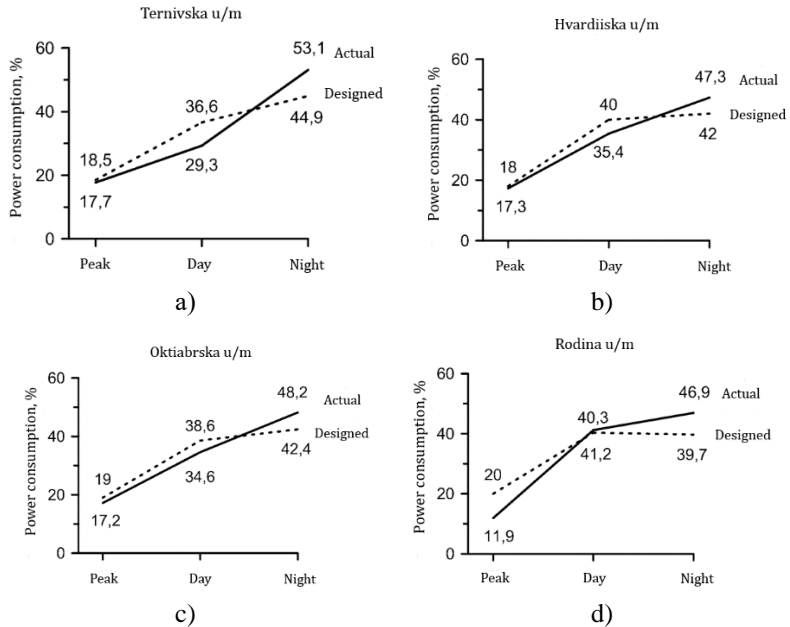 Ternivska u/m
Power consumption, %
60
40
20
0
18,5
17,7
36,6
29,3
53,1
44,9
Actual
Designed
Peak Day Night
a)
Hvardiiska u/m
Power consumption, %
60
40
20
0
18
17,3
40
35,4
47,3
42
Actual
Designed
Peak Day Night
b)
Oktiabrska u/m
Power consumption, %
60
40
20
0
19
17,2
38,6
34,6
48,2
42,4
Actual
Designed
Peak Day Night
c)
Rodina u/m
Power consumption, %
60
40
20
0
20
11,9
40,3
41,2
46,9
39,7
Actual
Designed
Peak Day Night
d)